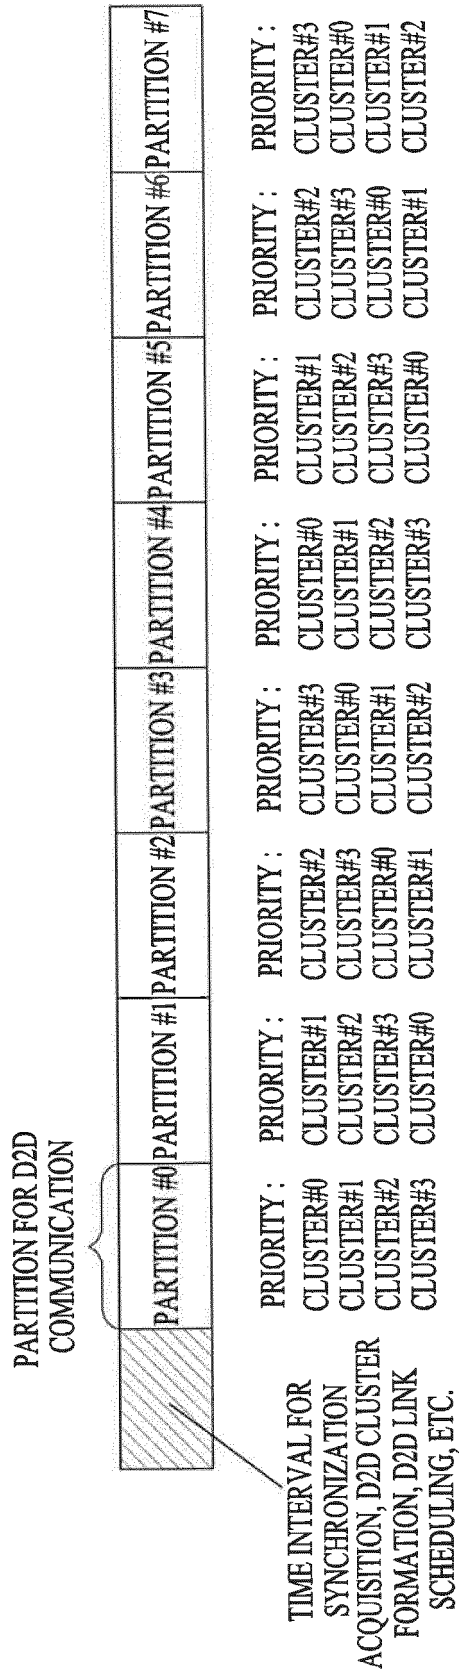 PARTITION FOR D2D
COMMUNICATION
PARTITION #0
PARTITION #1
PARTITION #2
PARTITION #3
PARTITION #4
PARTITION #5
PARTITION #6
PARTITION #7
TIME INTERVAL FOR
SYNCHRONIZATION
ACQUISITION, D2D CLUSTER
FORMATION, D2D LINK
SCHEDULING, ETC.
PRIORITY :
CLUSTER#0
CLUSTER#1
CLUSTER#2
CLUSTER#3
PRIORITY :
CLUSTER#1
CLUSTER#2
CLUSTER#3
CLUSTER#0
PRIORITY :
CLUSTER#2
CLUSTER#3
CLUSTER#0
CLUSTER#1
PRIORITY :
CLUSTER#3
CLUSTER#0
CLUSTER#1
CLUSTER#2
PRIORITY :
CLUSTER#0
CLUSTER#1
CLUSTER#2
CLUSTER#3
PRIORITY :
CLUSTER#1
CLUSTER#2
CLUSTER#3
CLUSTER#0
PRIORITY :
CLUSTER#2
CLUSTER#3
CLUSTER#0
CLUSTER#1
PRIORITY :
CLUSTER#3
CLUSTER#0
CLUSTER#1
CLUSTER#2